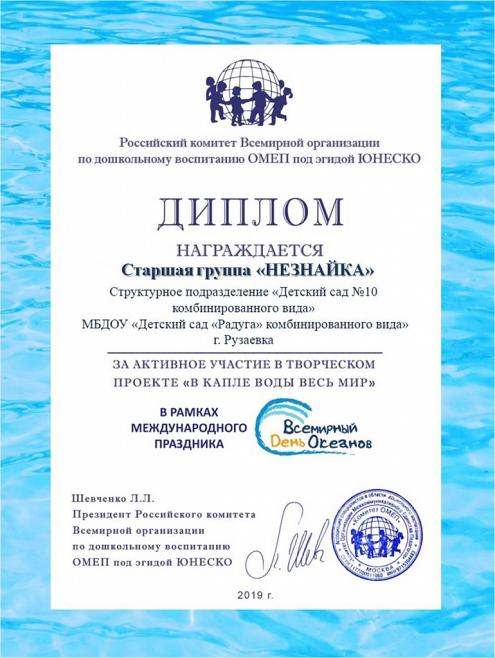 Российский комитет Всемирной организации
по дошкольному воспитанию ОМЕП под эгидой ЮНЕСКО
ДИПЛОМ
НАГРАЖДАЕТСЯ
Старшая группа «НЕЗНАЙКА»
Структурное подразделение «Детский сад №10
комбинированного вида»
МБДОУ «Детский сад «Радуга» комбинированного вида»
г. Рузаевка
ЗА АКТИВНОЕ УЧАСТИЕ В ТВОРЧЕСКОМ
ПРОЕКТЕ «В КАПЛЕ ВОДЫ ВЕСЬ МИР»
В РАМКАХ
МЕЖДУНАРОДНОГО
ПРАЗДНИКА
Всемирный
День Океанов
Шевченко Л.Л.
Президент Российского комитета
Всемирной организации
по дошкольному воспитанию
ОМЕП под эгидой ЮНЕСКО
«Комитет ОМЕП»
МОСКВА
2019 г.